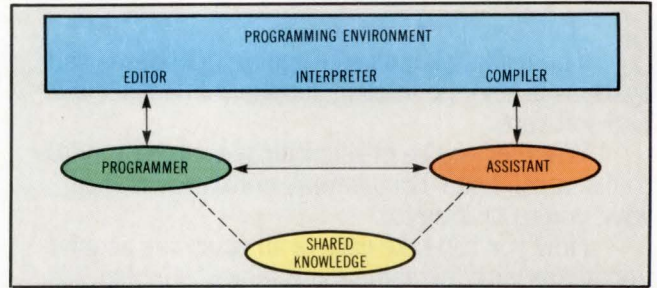 PROGRAMMING ENVIRONMENT
EDITOR INTERPRETER COMPILER
PROGRAMMER ASSISTANT
SHARED
KNOWLEDGE